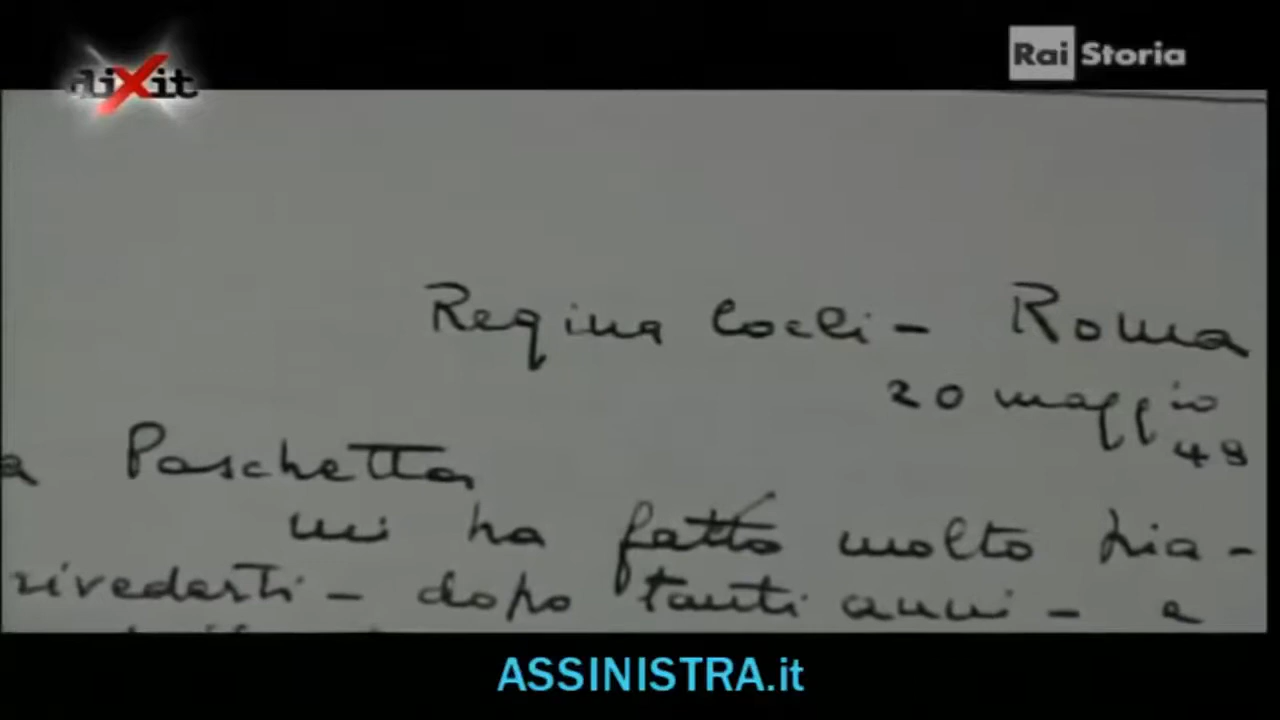 diXit
Rai Storia
Regina Coeli - Roma
20 maggio
48
a Paschetta
mi ha fatto molto pia-
rivederti - dopo tanti anni - a
ASSINISTRA.it